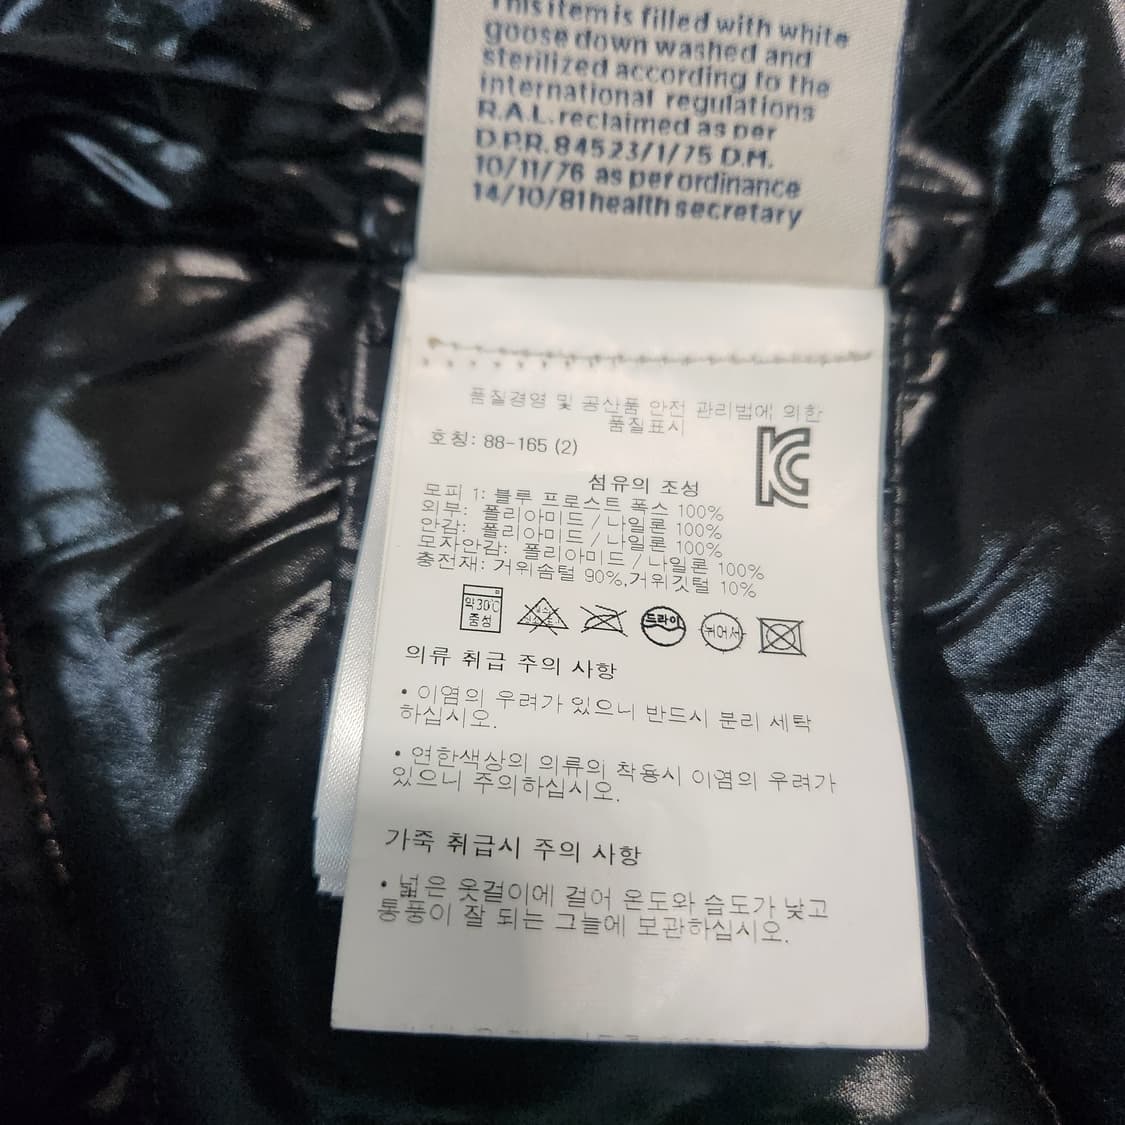 This item is filled with white
goose down washed and
sterilized according to the
international regulations
R.A.L. reclaimed as per
D.P.R. 84523/1/75 D.M.
10/11/76 as per ordinance
14/10/81 health secretary
품질경영 및 공산품 안전 관리법에 의한
품질표시
호칭: 88-165 (2)
섬유의 조성
모피 1: 블루 프로스트 폭스 100%
외부: 폴리아미드 / 나일론 100%
안감: 폴리아미드 / 나일론 100%
모자안감: 폴리아미드 / 나일론 100%
충전재: 거위솜털 90%,거위깃털 10%
약30℃
중성
드라이
뉘어서
의류 취급 주의 사항
• 이염의 우려가 있으니 반드시 분리 세탁
하십시오.
• 연한색상의 의류의 착용시 이염의 우려가
있으니 주의하십시오.
가죽 취급시 주의 사항
• 넓은 옷걸이에 걸어 온도와 습도가 낮고
통풍이 잘 되는 그늘에 보관하십시오.